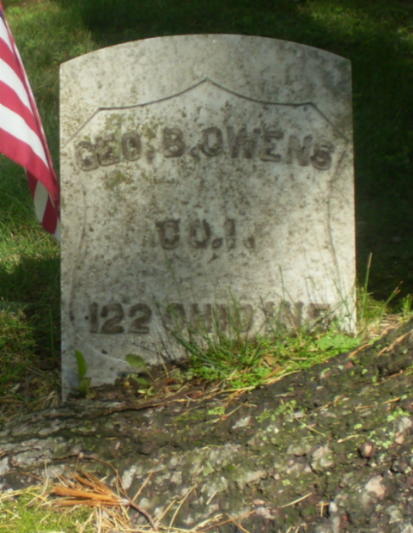 GEO. B. OWENS
CO. I.
122 OHIO INF